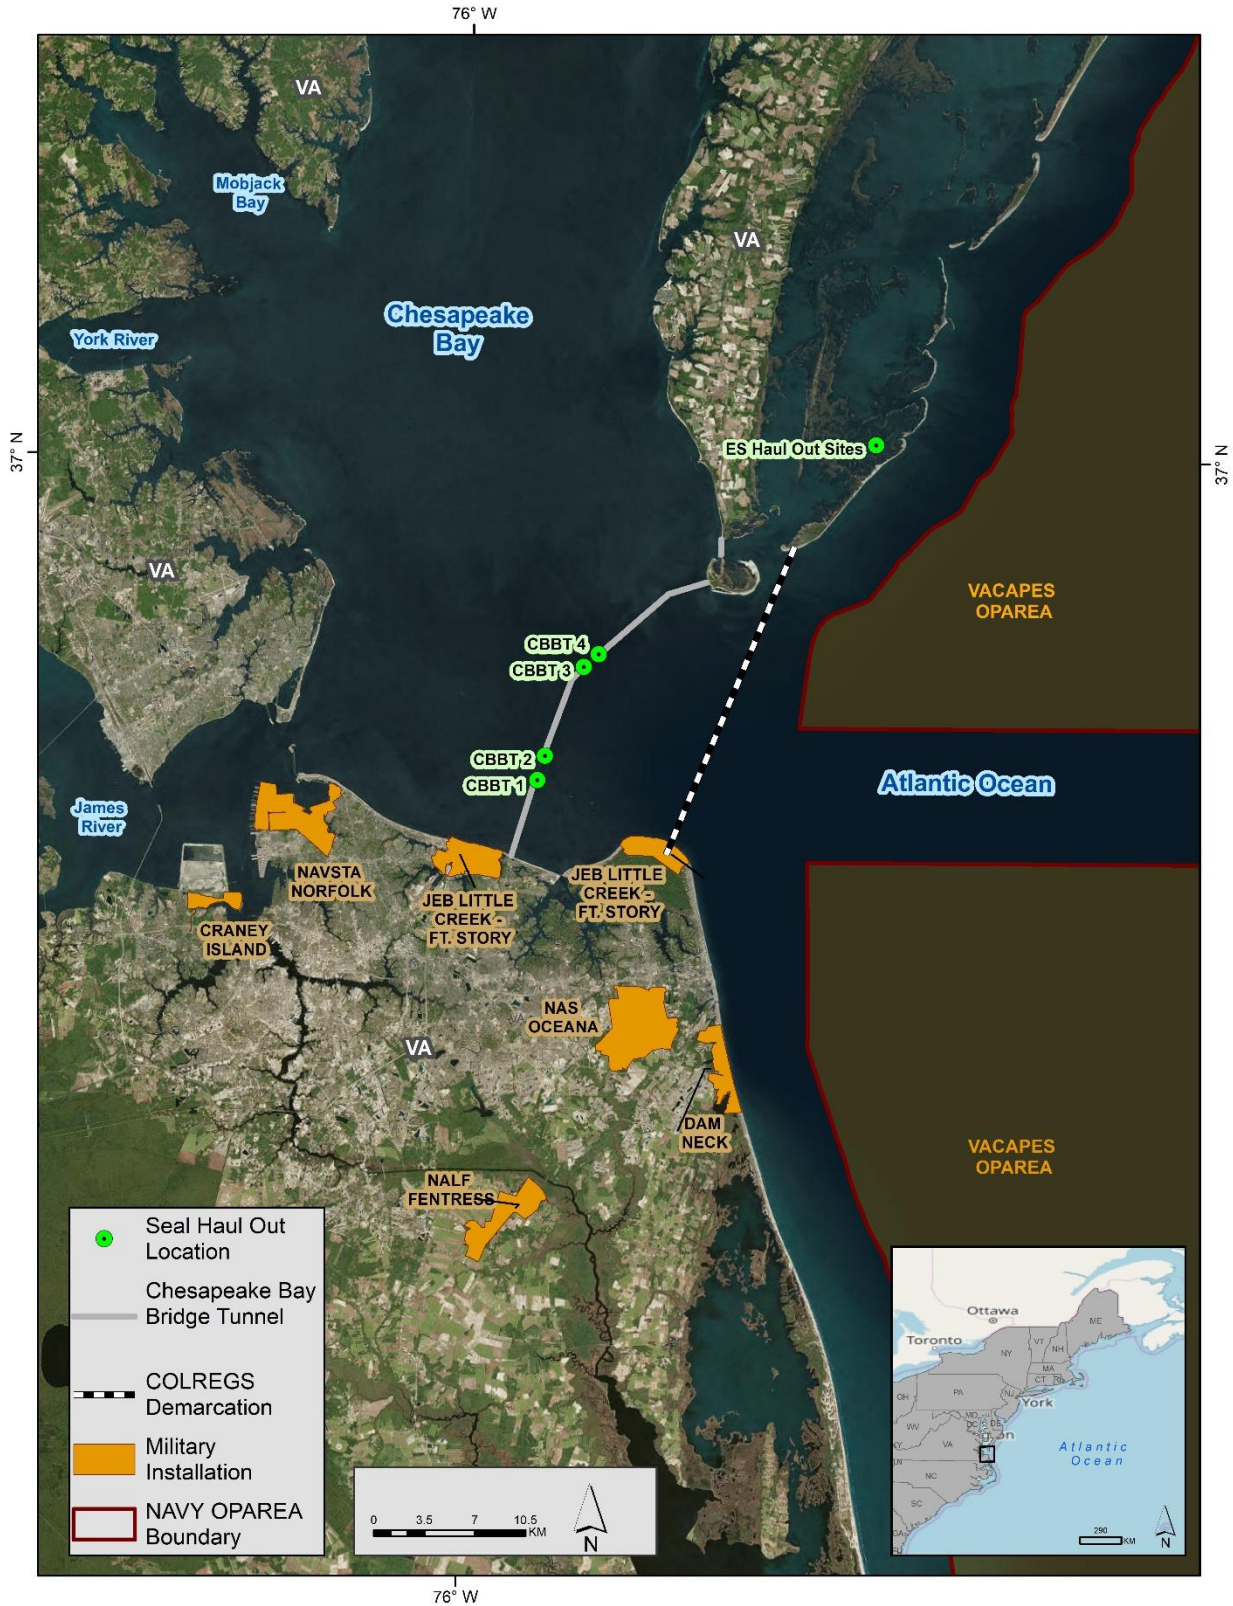 76° W
VA
Mobjack
Bay
VA
Chesapeake
Bay
York River
37° N
37° N
ES Haul Out Sites
VA
VACAPES
OPAREA
CBBT 4
CBBT 3
CBBT 2
CBBT 1
Atlantic Ocean
James
River
NAVSTA
NORFOLK
JEB LITTLE
CREEK -
FT. STORY
JEB LITTLE
CREEK -
FT. STORY
CRANEY
ISLAND
NAS
OCEANA
VA
DAM
NECK
VACAPES
OPAREA
NALF
FENTRESS
Seal Haul Out
Location
Chesapeake Bay
Bridge Tunnel
COLREGS
Demarcation
Military
Installation
NAVY OPAREA
Boundary
0 3.5 7 10.5
KM
N
Ottawa
Toronto
ME
VT
NH
NY
MA
CT
PA
NJ
York
OH
MD
DC
DE
WV
VA
NC
SC
Atlantic
Ocean
290
KM
N
76° W